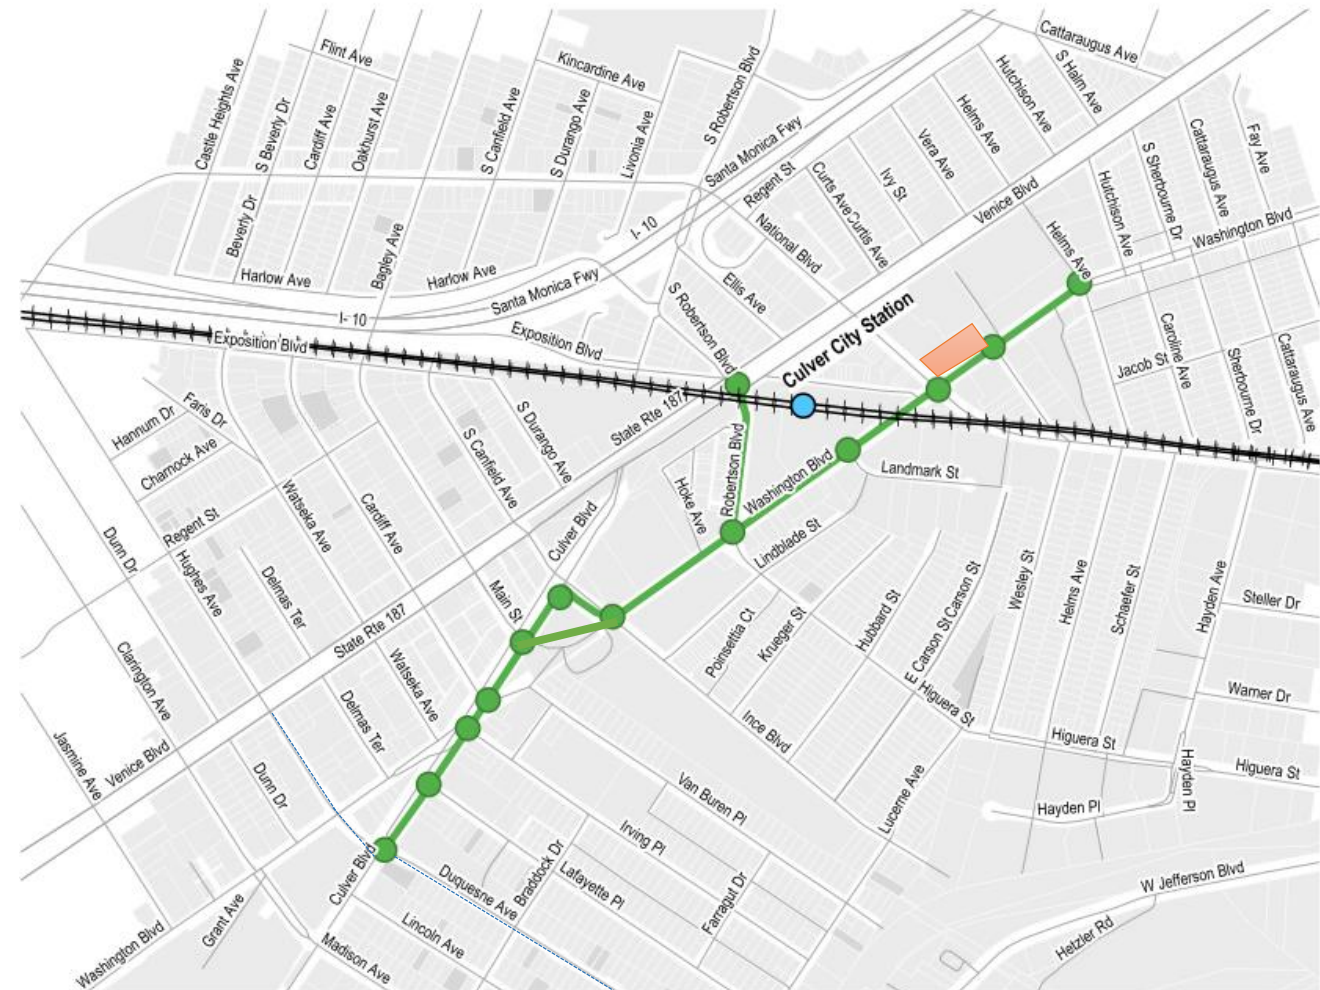 Cattaraugus Ave
Flint Ave
Kincardine Ave
S Robertson Blvd
Hutchison Ave
S Halm Ave
Castle Heights Ave
S Beverly Dr
Cardiff Ave
Oakhurst Ave
S Canfield Ave
S Durango Ave
Livonia Ave
Helms Ave
Vera Ave
Ivy St
Cattaraugus Ave
Fay Ave
Santa Monica Fwy
Regent St
Curts Ave
Curtis Ave
S Sherbourne Dr
Hutchison Ave
Venice Blvd
Washington Blvd
Beverly Dr
Bagley Ave
I- 10
National Blvd
Helms Ave
Harlow Ave
Harlow Ave
Santa Monica Fwy
Ellis Ave
S Robertson Blvd
I- 10
Exposition Blvd
Exposition Blvd
Culver City Station
Caroline Ave
Jacob St
Sherbourne Dr
Cattaraugus Ave
State Rte 187
Hannum Dr
Faris Dr
Charnock Ave
S Durango Ave
S Canfield Ave
Robertson Blvd
Washington Blvd
Landmark St
Hoke Ave
Regent St
Watseka Ave
Cardiff Ave
Culver Blvd
Lindblade St
Dunn Dr
Hughes Ave
Delmas Ter
Main St
Wesley St
Helms Ave
Schaefer St
Hayden Ave
Steller Dr
Carson St
E Carson St
Hubbard St
Krueger St
Poinsettia Ct
State Rte 187
Clarington Ave
Watseka Ave
Delmas Ter
Higuera St
Warner Dr
Ince Blvd
Higuera St
Higuera St
Jasmine Ave
Venice Blvd
Dunn Dr
Van Buren Pl
Lucerne Ave
Hayden Pl
Hayden Pl
Irving Pl
Culver Blvd
Duquesne Ave
Braddock Dr
Lafayette Pl
Farragut Dr
W Jefferson Blvd
Hetzler Rd
Grant Ave
Lincoln Ave
Madison Ave
Washington Blvd